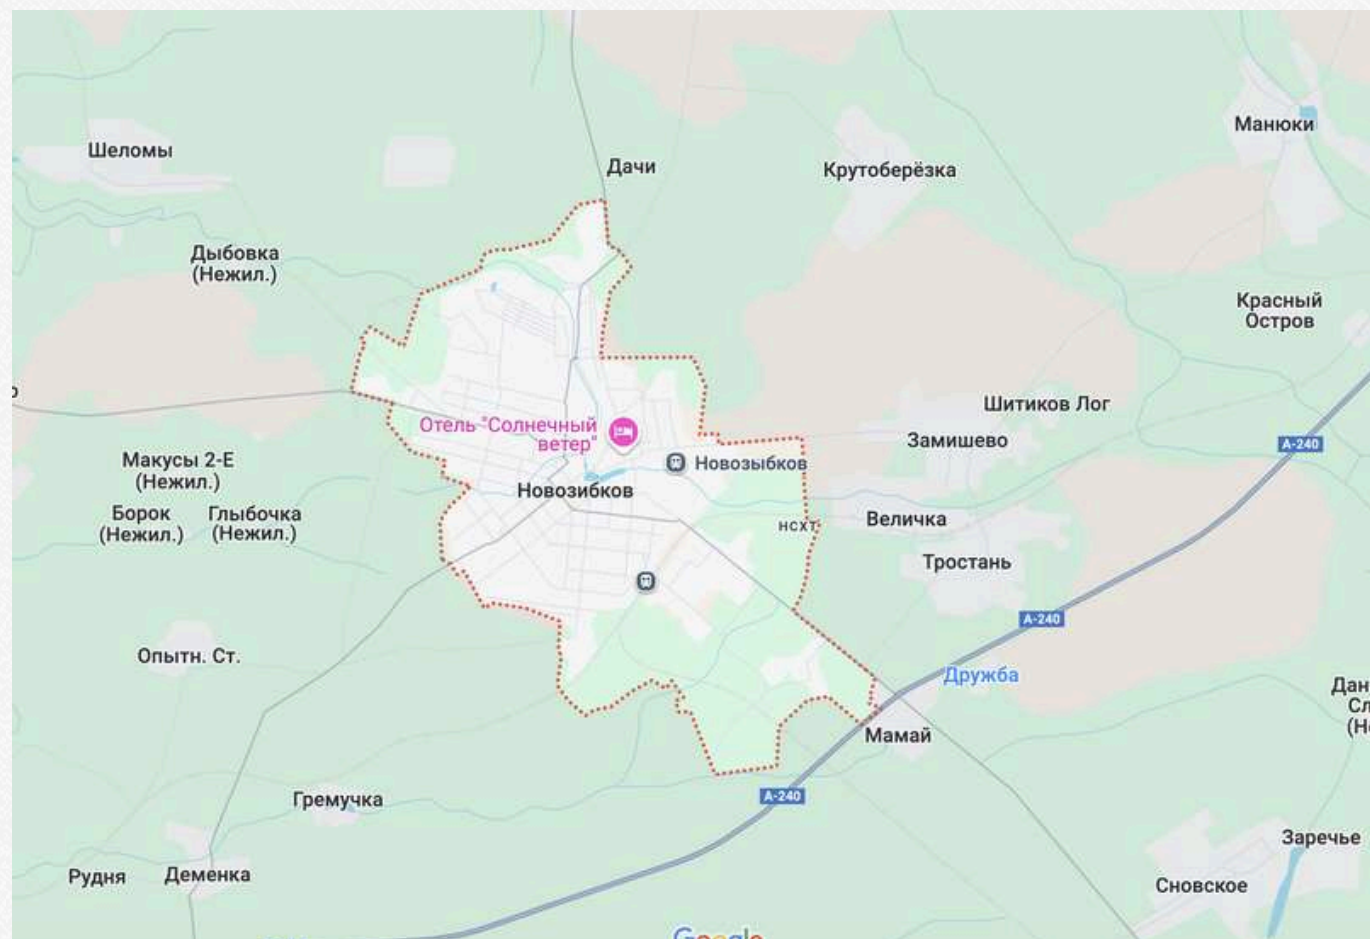 Манюки
Шеломы
Дачи
Крутоберёзка
Дыбовка
(Нежил.)
Красный
Остров
Шитиков Лог
Отель "Солнечный
ветер"
Замишево
А-240
Макусы 2-Е
(Нежил.)
Новозыбков
Новозибков
Борок
(Нежил.)
Глыбочка
(Нежил.)
Величка
нсхт
Тростань
А-240
Опытн. Ст.
Дружба
Мамай
Гремучка
А-240
Заречье
Рудня
Деменка
Сновское